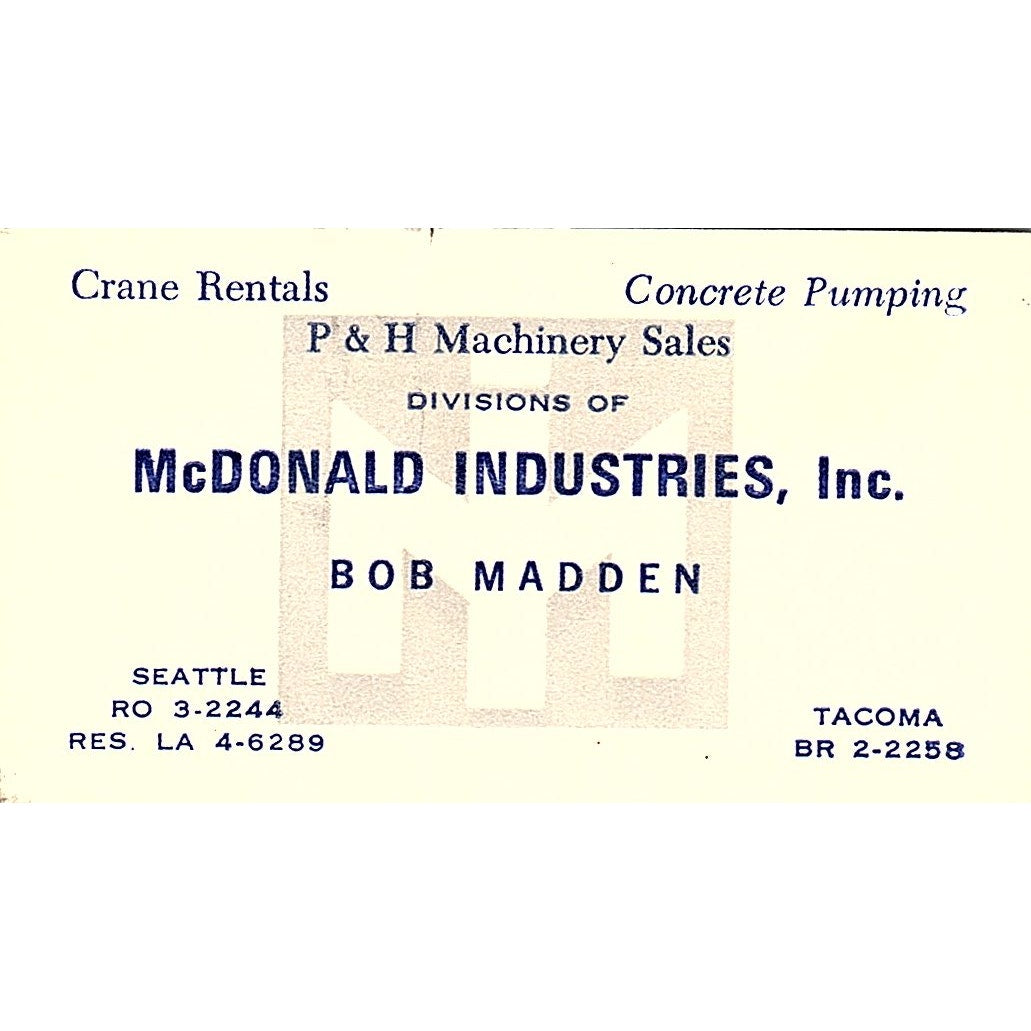 Crane Rentals
Concrete Pumping
P & H Machinery Sales
DIVISIONS OF
McDONALD INDUSTRIES, Inc.
BOB MADDEN
SEATTLE
RO 3-2244
RES. LA 4-6289
TACOMA
BR 2-2258